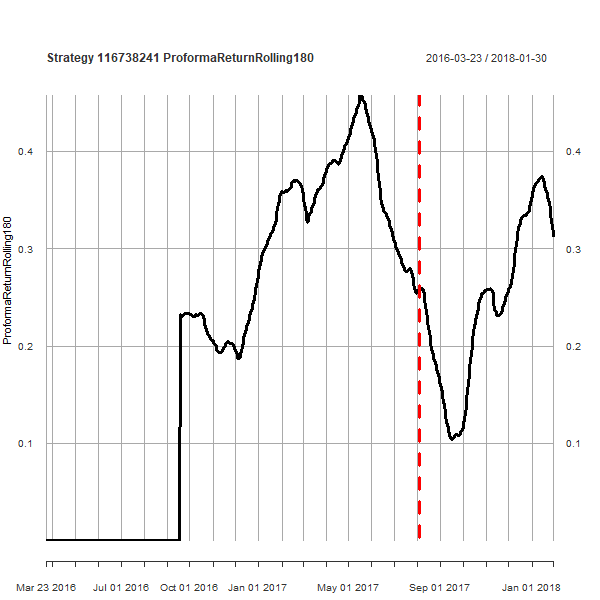 Strategy 116738241 ProformaReturnRolling180
2016-03-23 / 2018-01-30
ProformaReturnRolling180
0.4
0.3
0.2
0.1
0.4
0.3
0.2
0.1
Mar 23 2016
Jul 01 2016
Oct 01 2016
Jan 01 2017
May 01 2017
Sep 01 2017
Jan 01 2018